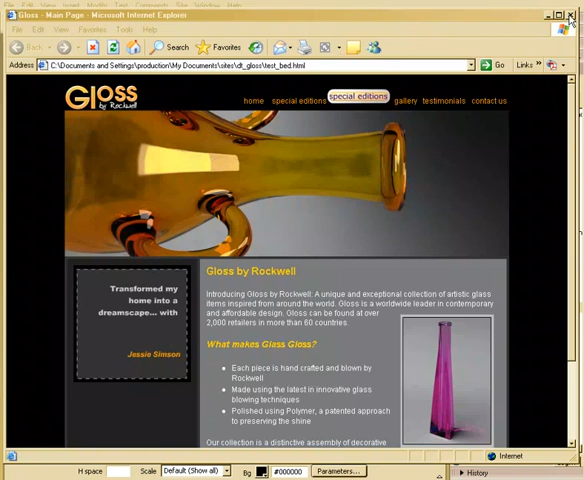 Gloss - Main Page - Microsoft Internet Explorer
File Edit View Favorites Tools Help
Back Search Favorites
Address C:\Documents and Settings\production\My Documents\sites\dt_gloss\test_bed.html Go Links »
Gloss
by Rockwell
home special editions special editions gallery testimonials contact us
Gloss by Rockwell
Transformed my
home into a
dreamscape... with
Jessie Simson
Introducing Gloss by Rockwell: A unique and exceptional collection of artistic glass
items inspired from around the world. Gloss is a worldwide leader in contemporary
and affordable design. Gloss can be found at over
2,000 retailers in more than 60 countries.
What makes Glass Gloss?
Each piece is hand crafted and blown by
Rockwell
Made using the latest in innovative glass
blowing techniques
Polished using Polymer, a patented approach
to preserving the shine
Our collection is a distinctive assembly of decorative
Internet
H space Scale Default (Show all) Bg #000000 Parameters...
History